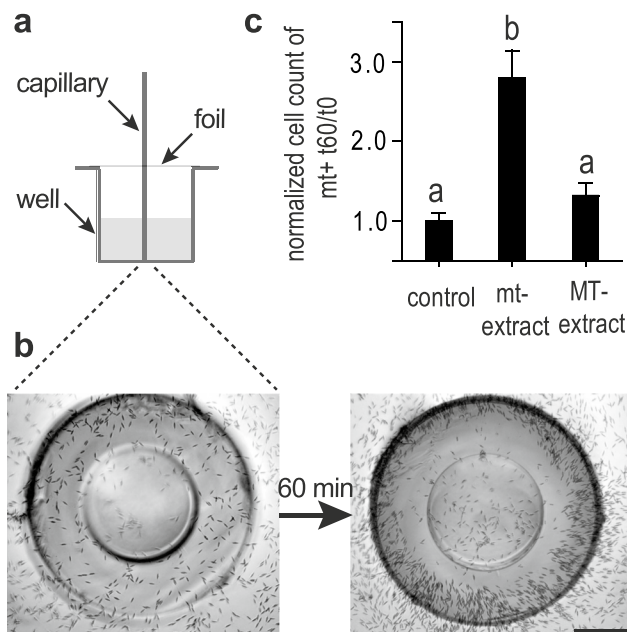 a
capillary
foil
well
b
60 min
c
normalized cell count of
mt+ t60/t0
3.0
2.0
1.0
a
b
a
control
mt-
extract
MT-
extract